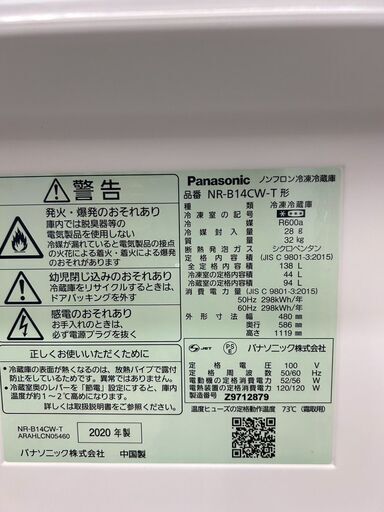 警告
発火・爆発のおそれあり
庫内では脱臭器等の
電気製品を使用しない
冷媒が漏れていると電気製品の接点
の火花による着火・着火による爆発
のおそれあり
幼児閉じ込みのおそれあり
冷蔵庫をリサイクルするときは、
ドアパッキングを外す
感電のおそれあり
お手入れのときは、
必ず電源プラグを抜く
正しくお使いいただくために
●冷蔵庫の表面が熱くなるのは、放熱パイプで露付
防止をしているためで、異常ではありません。
●冷蔵室奥のレバーを「節電」設定にすると、庫内
温度が約1～2℃高めになります。
詳しくは取扱説明書をごらんください。
NR-B14CW-T
ARAHLCN05460
2020年製
パナソニック株式会社 中国製
Panasonic ノンフロン冷凍冷蔵庫
品番 NR-B14CW-T 形
種類 冷凍冷蔵庫
冷凍室の記号
冷媒 R600a
冷媒量 28 g
質量 32 kg
断熱発泡ガス シクロペンタン
定格内容積 (JIS C 9801-3:2015)
全定格内容積 138 L
冷凍室定格内容積 44 L
冷蔵室定格内容積 94 L
消費電力量 (JIS C 9801-3:2015)
50Hz 298kWh/年
60Hz 298kWh/年
外形寸法 幅 480 mm
奥行 586 mm
高さ 1119 mm
JET PS E パナソニック株式会社
定格電圧 100 V
定格周波数 50/60 Hz
電動機の定格消費電力 52/56 W
電熱装置の定格消費電力 120/120 W
製造番号 Z9712879
温度ヒューズの定格動作温度 73℃ (霜取用)